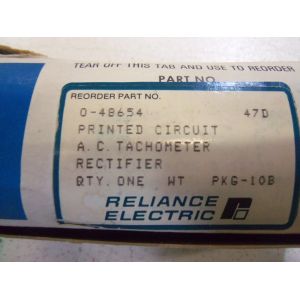 TEAR OFF THIS TAB AND USE TO REORDER
PART NO.
REORDER PART NO.
0-48654 47D
PRINTED CIRCUIT
A.C.TACHOMETER
RECTIFIER
QTY.ONE WT PKG-10B
RELIANCE
ELECTRIC